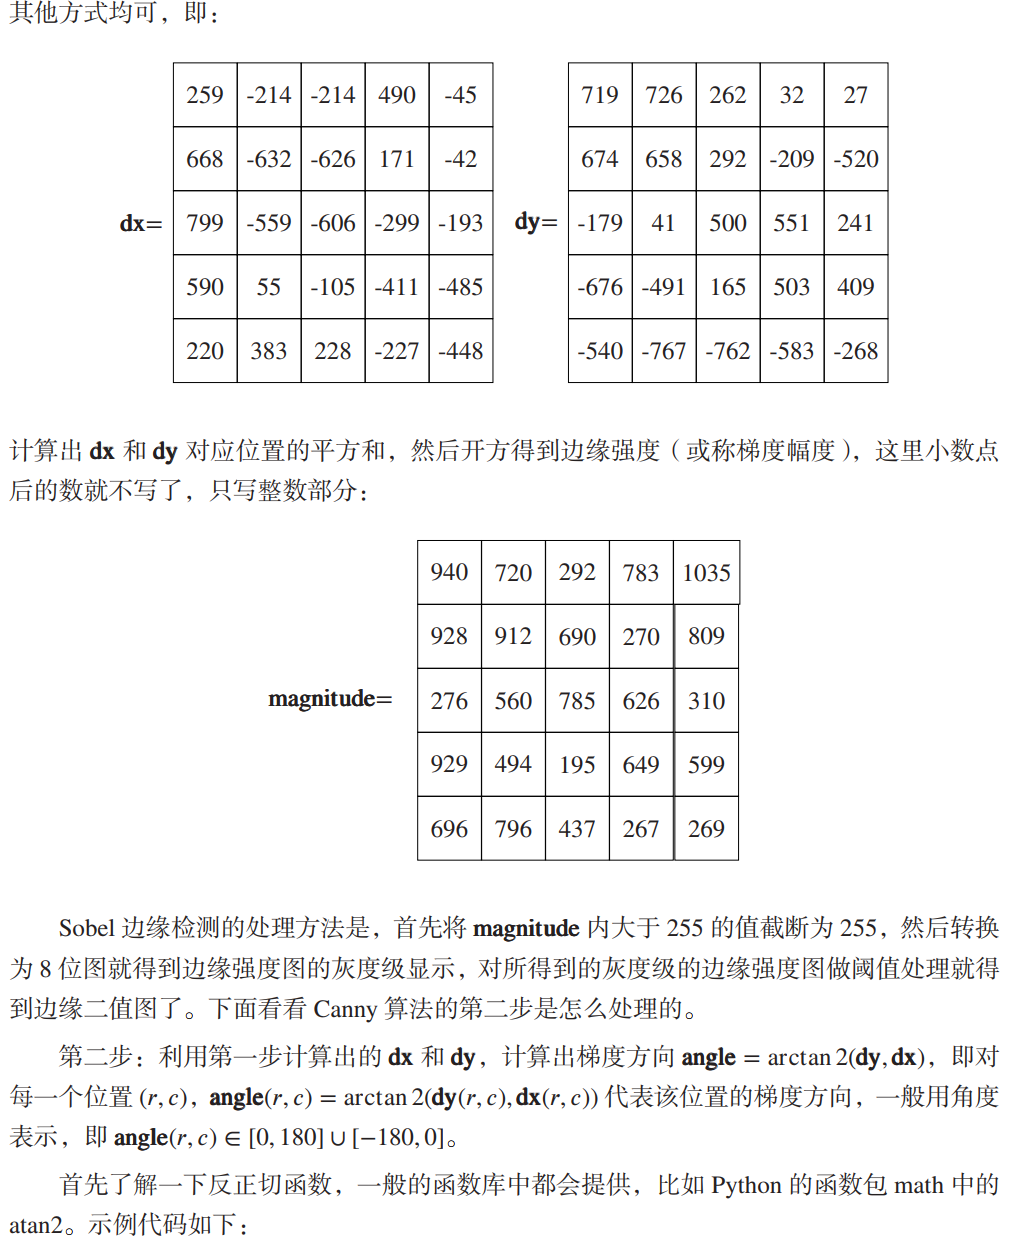 其他方式均可，即：
259 -214 -214 490 -45 719 726 262 32 27
668 -632 -626 171 -42 674 658 292 -209 -520
dx= 799 -559 -606 -299 -193 dy= -179 41 500 551 241
590 55 -105 -411 -485 -676 -491 165 503 409
220 383 228 -227 -448 -540 -767 -762 -583 -268
计算出 dx 和 dy 对应位置的平方和，然后开方得到边缘强度（或称梯度幅度），这里小数点
后的数就不写了，只写整数部分：
940 720 292 783 1035
928 912 690 270 809
magnitude= 276 560 785 626 310
929 494 195 649 599
696 796 437 267 269
Sobel 边缘检测的处理方法是，首先将 magnitude 内大于 255 的值截断为 255，然后转换
为 8 位图就得到边缘强度图的灰度级显示，对所得到的灰度级的边缘强度图做阈值处理就得
到边缘二值图了。下面看看 Canny 算法的第二步是怎么处理的。
第二步：利用第一步计算出的 dx 和 dy，计算出梯度方向 angle = arctan 2(dy, dx)，即对
每一个位置 (r, c)，angle(r, c) = arctan 2(dy(r, c), dx(r, c)) 代表该位置的梯度方向，一般用角度
表示，即 angle(r, c) ∈ [0, 180] ∪ [−180, 0]。
首先了解一下反正切函数，一般的函数库中都会提供，比如 Python 的函数包 math 中的
atan2。示例代码如下：